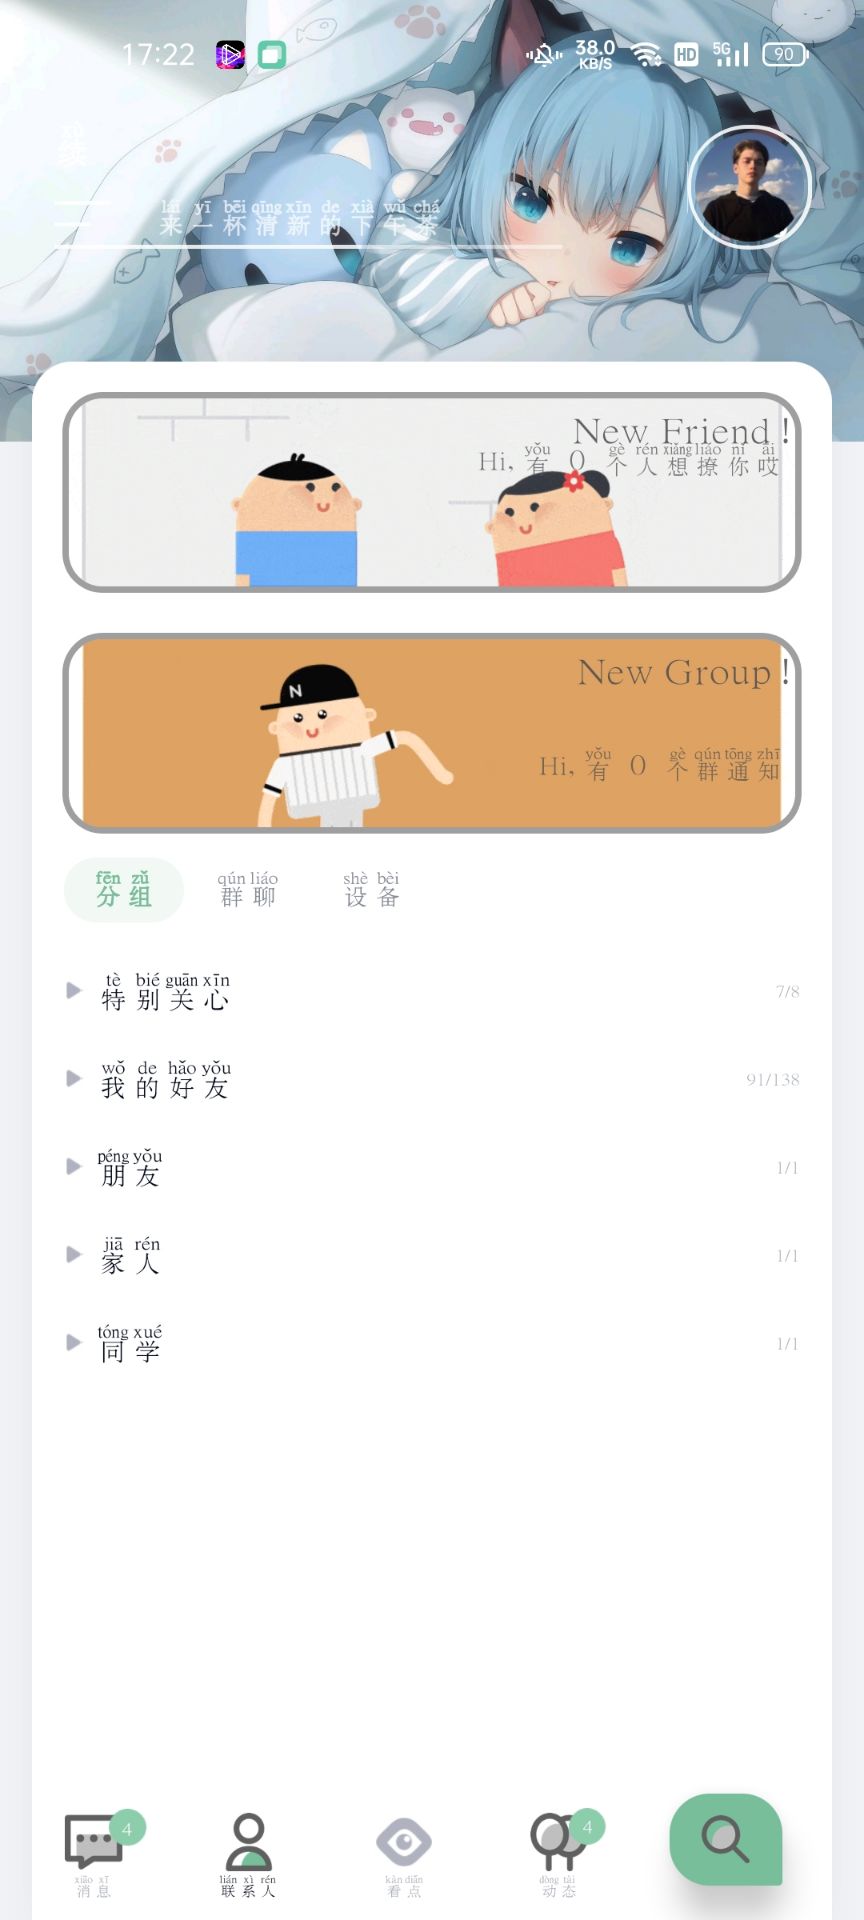 17:22 38.0 KB/S HD 5G 90
xù
续
lái yī bēi qīng xīn de xià wǔ chá
来一杯清新的下午茶
New Friend !
yǒu gè rén xiǎng liáo nǐ āi
Hi, 有 0 个人想撩你哎
New Group !
yǒu gè qún tōng zhī
Hi, 有 0 个群通知
N
fēn zǔ qún liáo shè bèi
分组 群聊 设备
tè bié guān xīn
特别关心 7/8
wǒ de hǎo yǒu
我的好友 91/138
péng yǒu
朋友 1/1
jiā rén
家人 1/1
tóng xué
同学 1/1
4 4
xiāo xī lián xì rén kàn diǎn dòng tài
消息 联系人 看点 动态